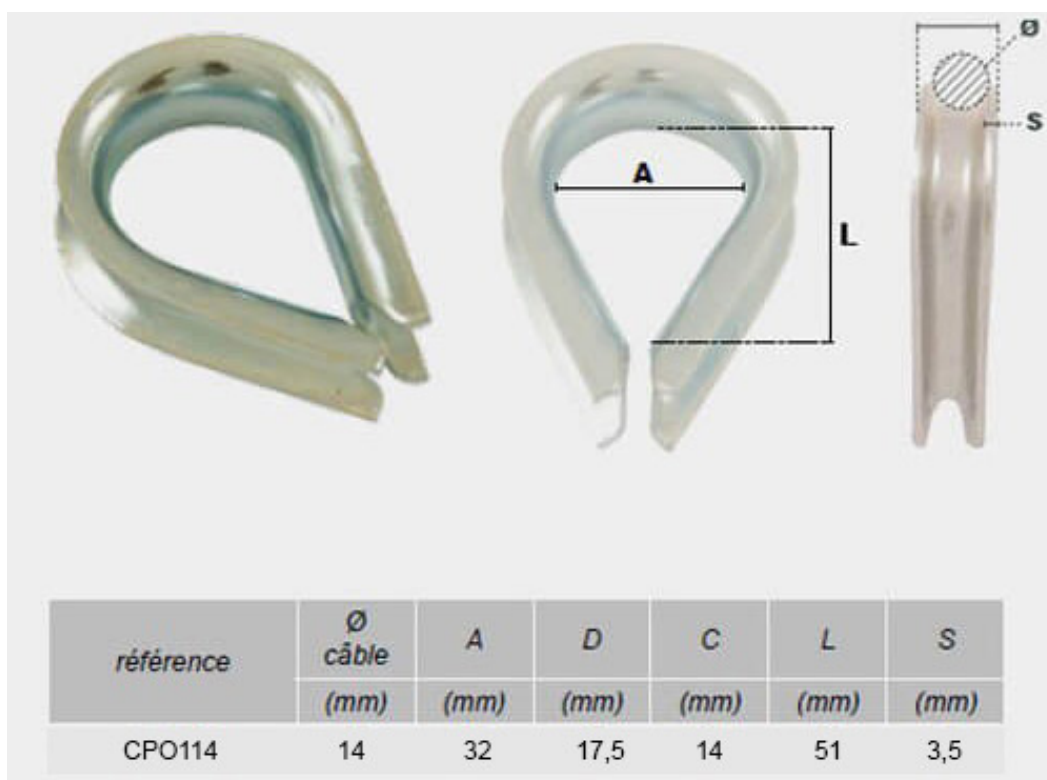 Ø
A
S
L
référence Ø câble A D C L S
(mm) (mm) (mm) (mm) (mm) (mm)
CPO114 14 32 17,5 14 51 3,5